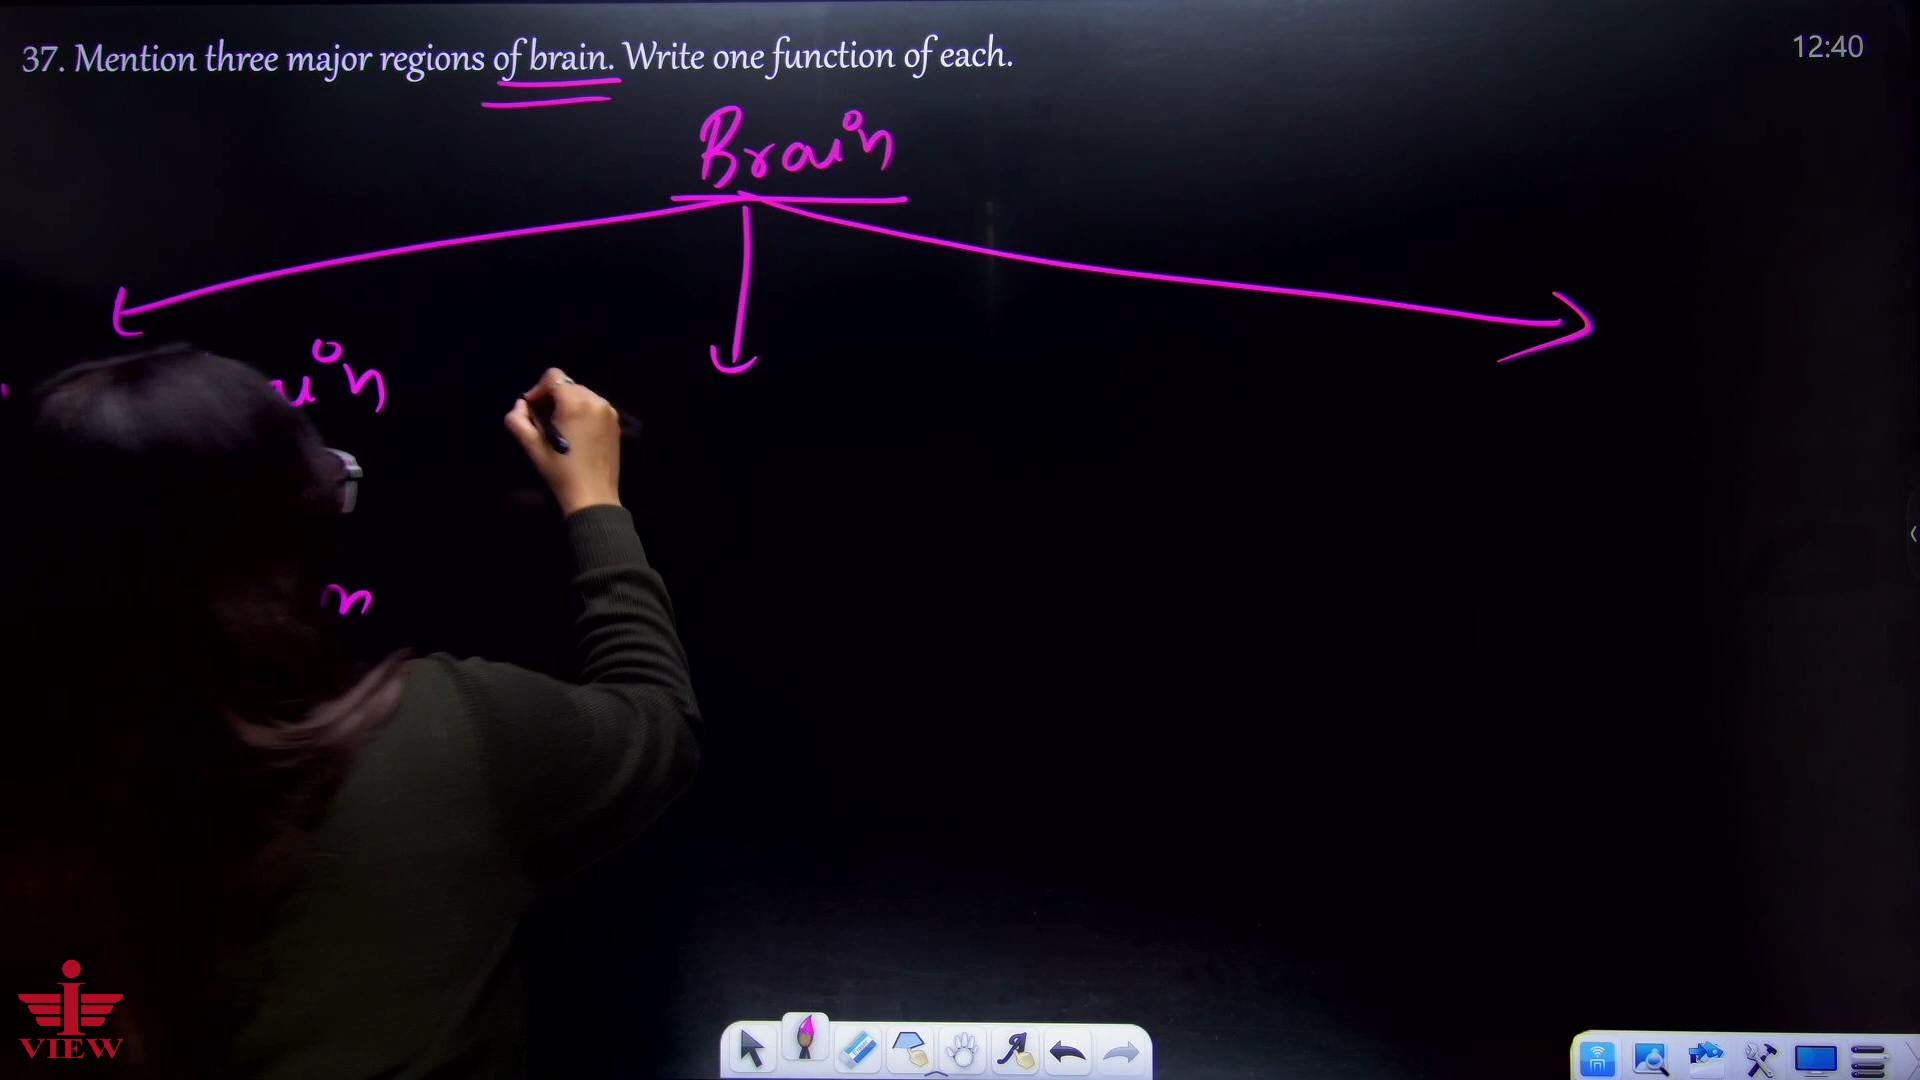 37. Mention three major regions of brain. Write one function of each.
12:40
Brain
VIEW